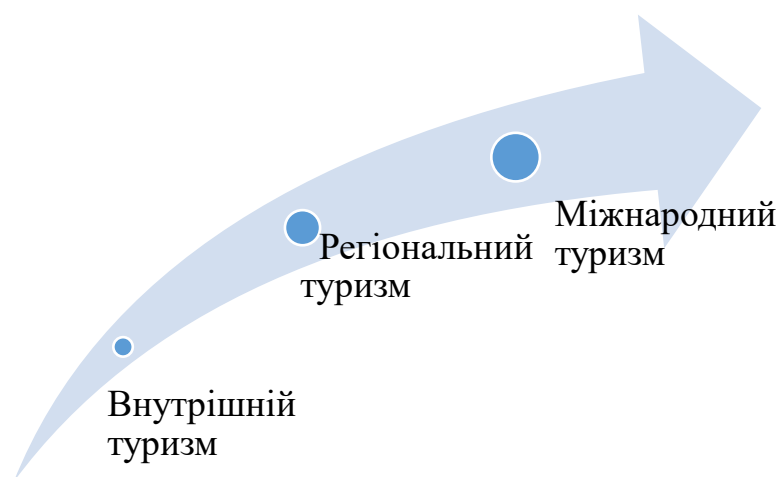 Міжнародний
туризм
Регіональний
туризм
Внутрішній
туризм